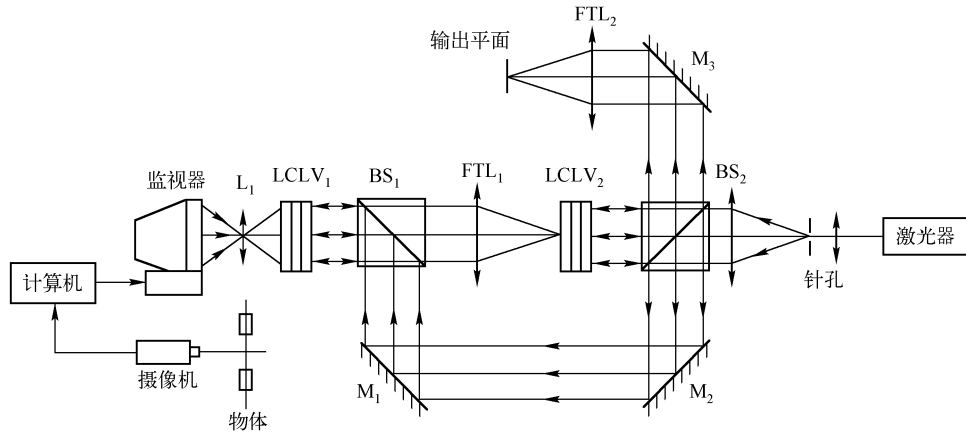 FTL₂
输出平面
M₃
监视器
L₁
LCLV₁
BS₁
FTL₁
LCLV₂
BS₂
激光器
针孔
计算机
摄像机
物体
M₁
M₂